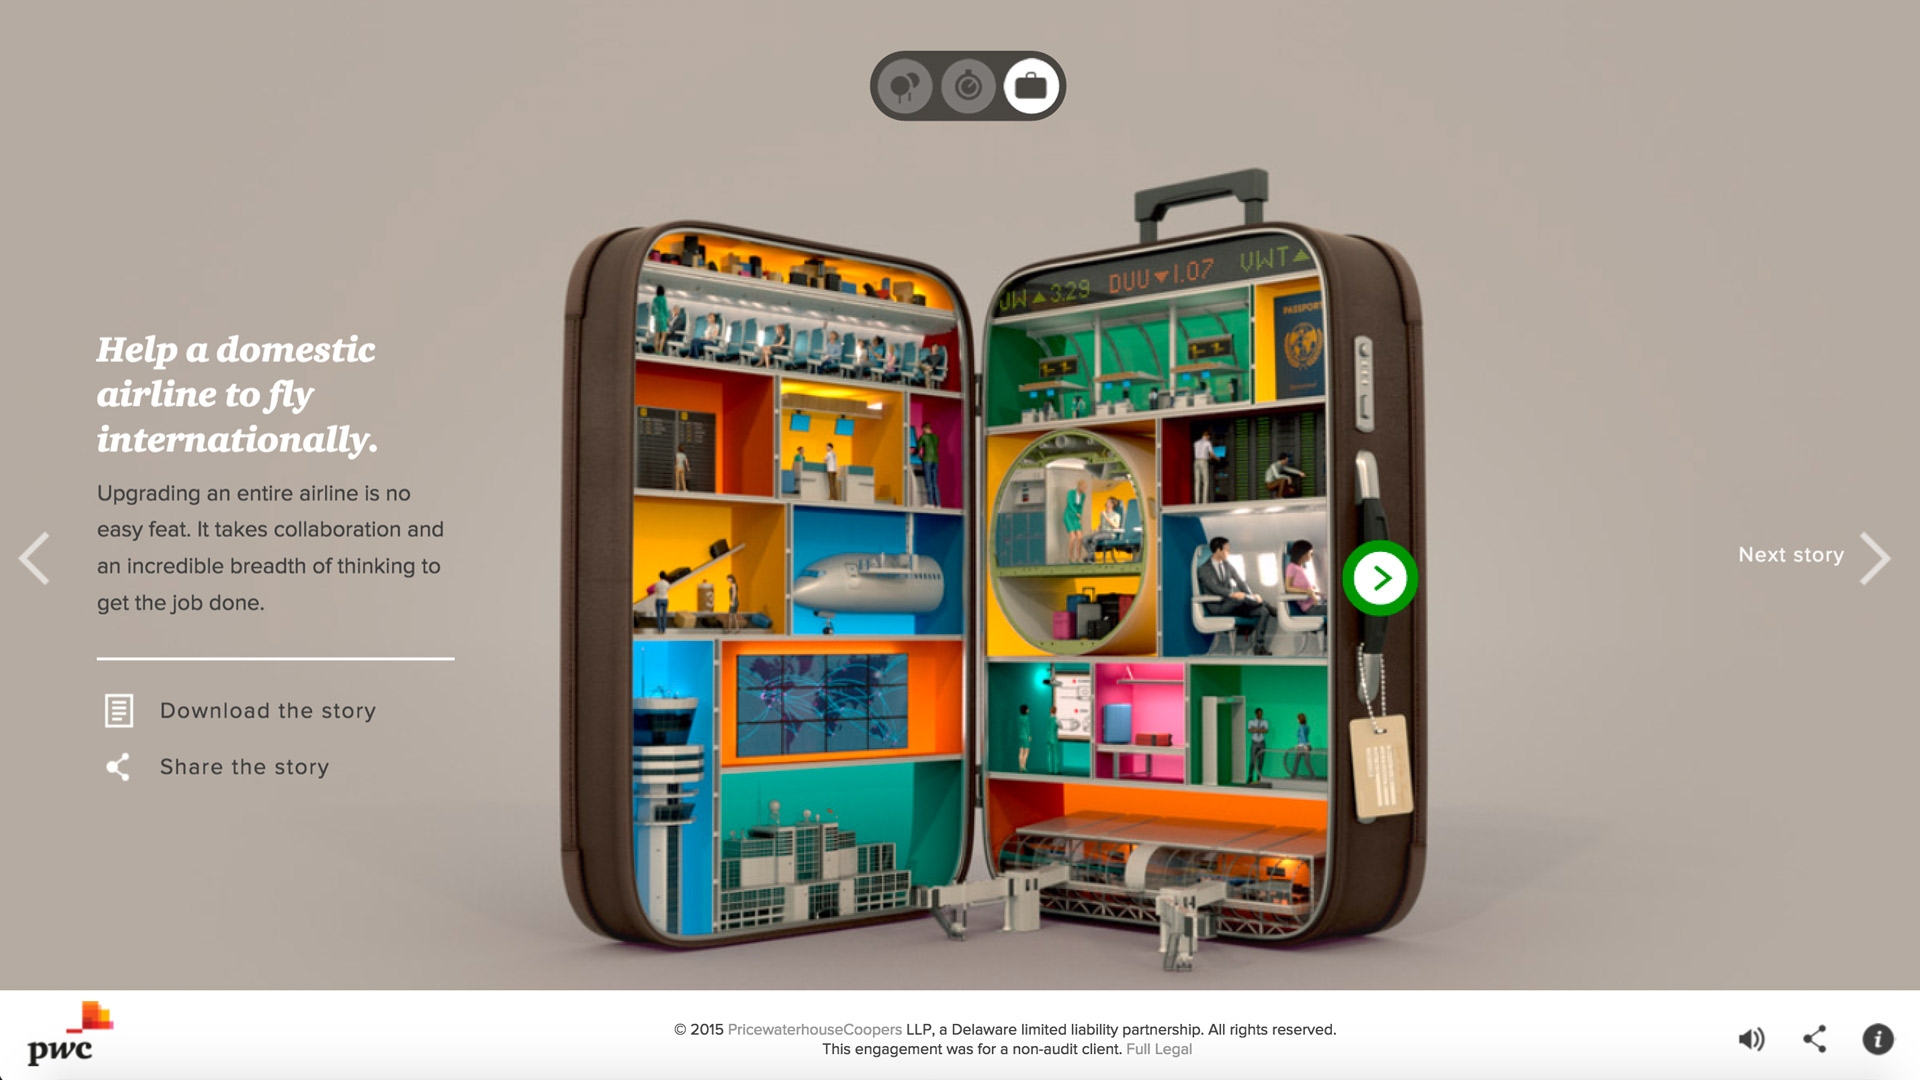 UW ▲ 3.29 DUU ▼ 1.07 VWT ▲
PASSPORT
Help a domestic
airline to fly
internationally.
Upgrading an entire airline is no
easy feat. It takes collaboration and
an incredible breadth of thinking to
get the job done.
Next story
Download the story
Share the story
pwc
© 2015 PricewaterhouseCoopers LLP, a Delaware limited liability partnership. All rights reserved.
This engagement was for a non-audit client. Full Legal